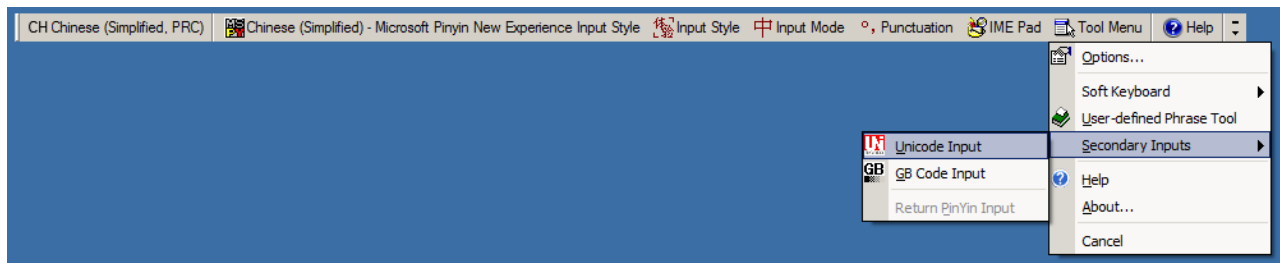 CH Chinese (Simplified, PRC) Chinese (Simplified) - Microsoft Pinyin New Experience Input Style Input Style 中 Input Mode °, Punctuation IME Pad Tool Menu Help
Options...
Soft Keyboard
User-defined Phrase Tool
Secondary Inputs
Help
About...
Cancel
UNi Unicode Input
GB GB Code Input
Return PinYin Input